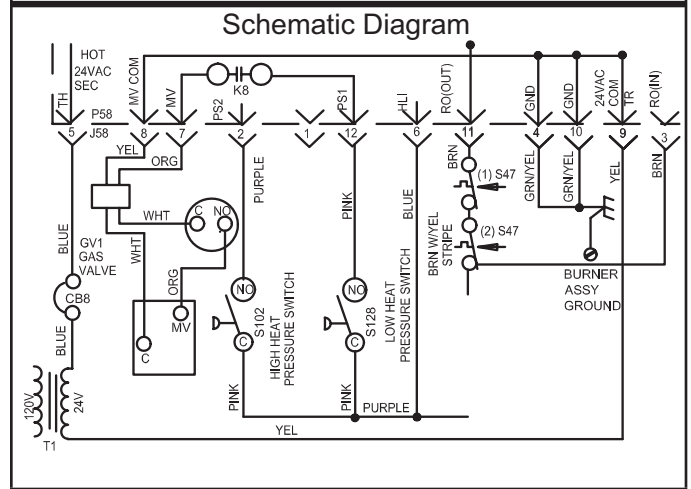 Schematic Diagram
HOT
24VAC
SEC
TH
MV COM
MV
K8
PS2
PS1
HLI
RO(OUT)
GND
GND
24VAC
COM
TR
RO(IN)
P58
J58
5
8
7
2
1
12
6
11
4
10
9
3
YEL
ORG
PURPLE
PINK
BLUE
BRN
(1) S47
GRN/YEL
GRN/YEL
YEL
BRN
WHT
C
NO
BLUE
GV1
GAS
VALVE
WHT
ORG
BRN W/YEL
STRIPE
(2) S47
CB8
NO
S102
HIGH HEAT
PRESSURE SWITCH
NO
S128
LOW HEAT
PRESSURE SWITCH
BURNER
ASSY
GROUND
BLUE
MV
C
C
C
PINK
PINK
PURPLE
120V
24V
T1
YEL